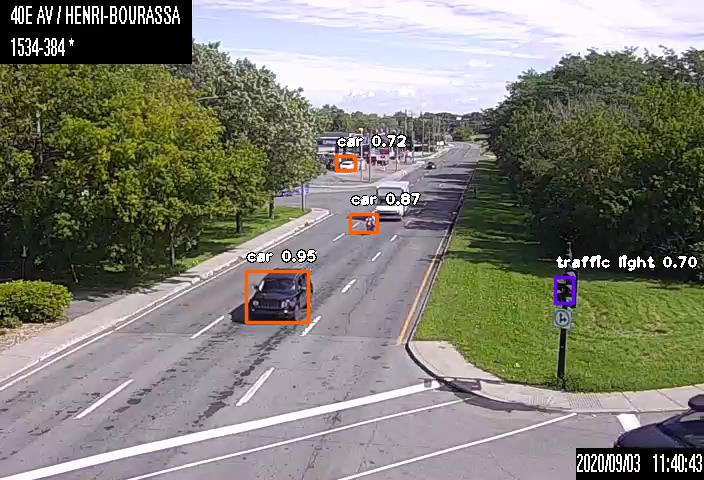 40E AV / HENRI-BOURASSA
1534-384 *
car 0.72
car 0.87
car 0.95
traffic light 0.70
2020/09/03 11:40:43